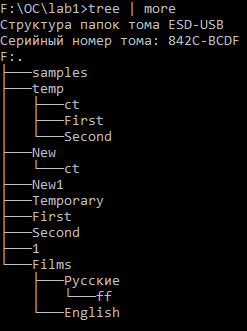 F:\OC\lab1>tree | more
Структура папок тома ESD-USB
Серийный номер тома: 842C-BCDF
F:.
├───samples
├───temp
│   ├───ct
│   ├───First
│   └───Second
├───New
│   └───ct
├───New1
├───Temporary
├───First
├───Second
├───1
└───Films
    ├───Русские
    │   └───ff
    └───English